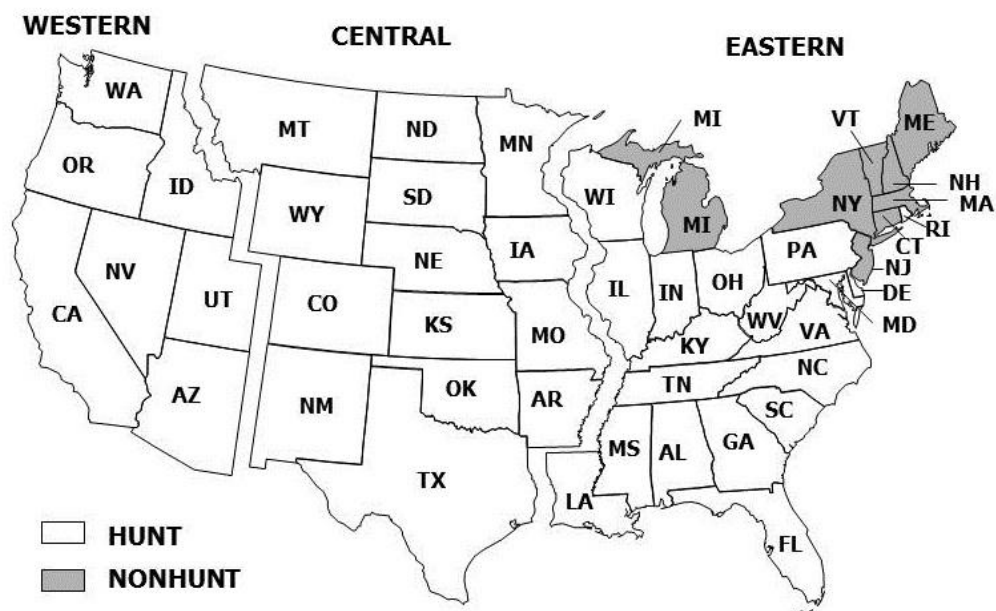 WESTERN
CENTRAL
EASTERN
WA
MT
ND
MN
MI
VT
ME
OR
ID
WY
SD
WI
MI
NY
NH
MA
RI
CT
NV
UT
CO
NE
IA
IL
IN
OH
PA
NJ
DE
MD
CA
KS
MO
KY
WV
VA
AZ
NM
OK
AR
TN
NC
SC
TX
LA
MS
AL
GA
FL
HUNT
NONHUNT